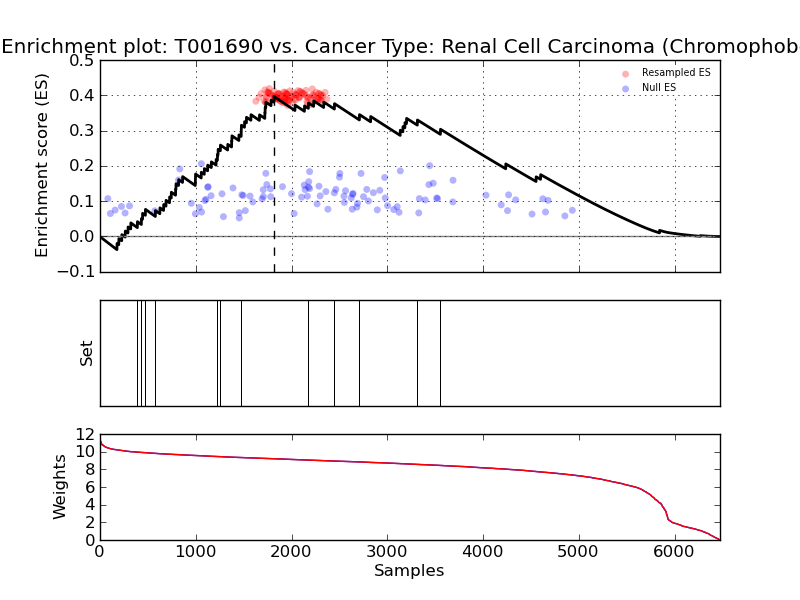 Enrichment plot: T001690 vs. Cancer Type: Renal Cell Carcinoma (Chromophob
Enrichment score (ES)
0.5
0.4
0.3
0.2
0.1
0.0
−0.1
Resampled ES
Null ES
Set
Weights
12
10
8
6
4
2
0
0 1000 2000 3000 4000 5000 6000
Samples